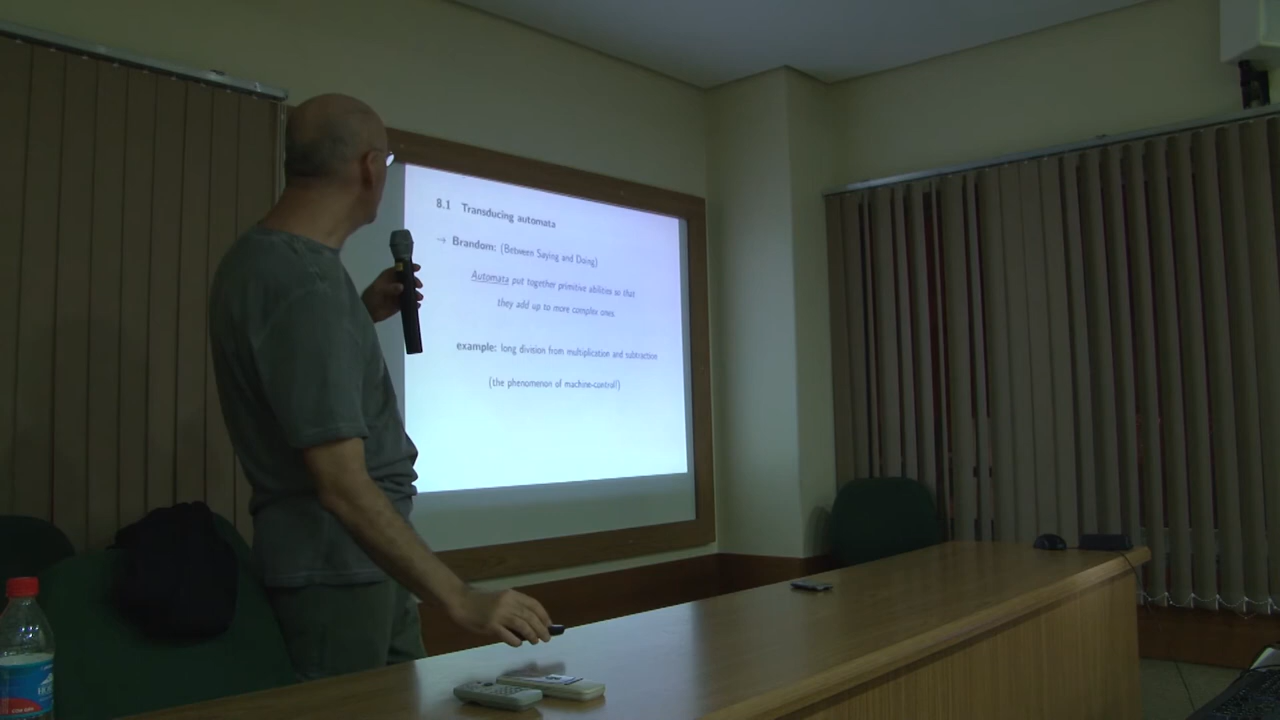 8.1 Transducing automata
→ Brandom: (Between Saying and Doing)
Automata put together primitive abilities so that
they add up to more complex ones.
example: long division from multiplication and subtraction
(the phenomenon of machine-control!)